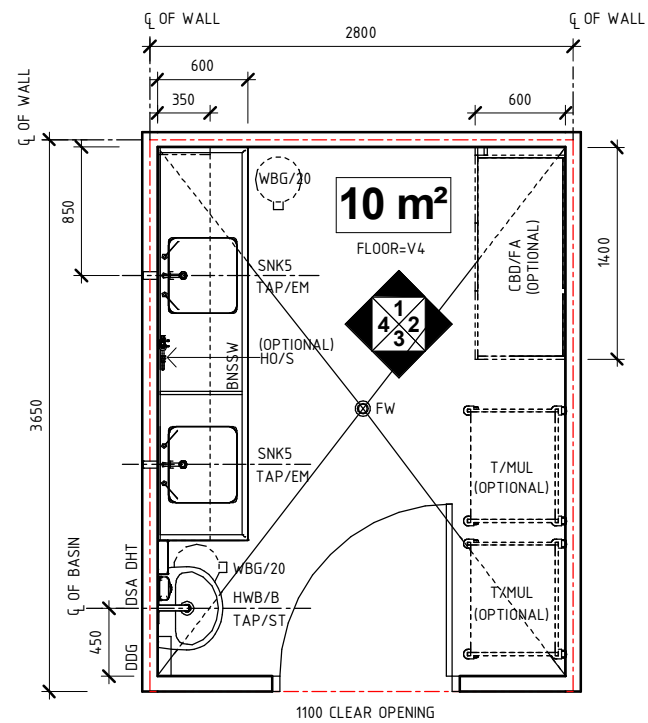 ℄ OF WALL
℄ OF WALL
2800
600
350
600
℄ OF WALL
850
WBG/20
10 m²
FLOOR=V4
CBD/FA
(OPTIONAL)
1400
SNK5
TAP/EM
1
4 2
3
(OPTIONAL)
HO/S
BNSSW
FW
3650
SNK5
TAP/EM
T/MUL
(OPTIONAL)
℄ OF BASIN
DSA DHT
WBG/20
HWB/B
TAP/ST
T/MUL
(OPTIONAL)
450
DDG
1100 CLEAR OPENING